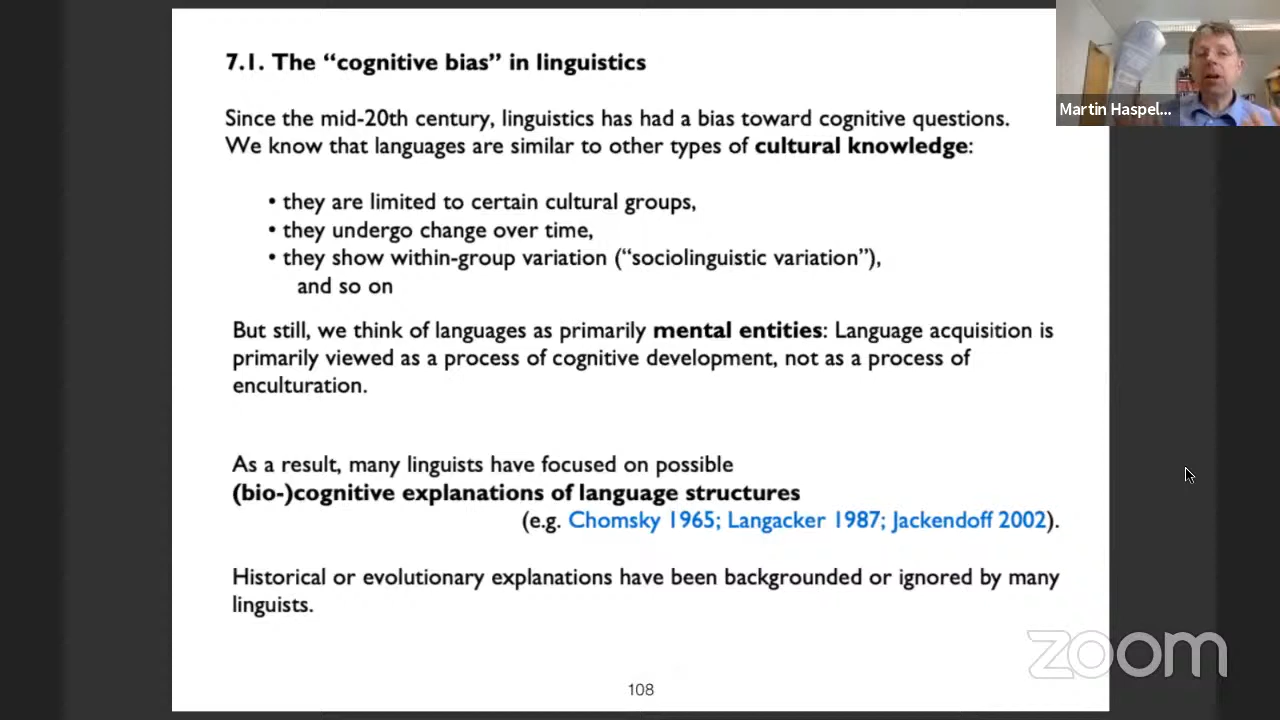 7.1. The “cognitive bias” in linguistics
Martin Haspel...
Since the mid-20th century, linguistics has had a bias toward cognitive questions.
We know that languages are similar to other types of cultural knowledge:
• they are limited to certain cultural groups,
• they undergo change over time,
• they show within-group variation (“sociolinguistic variation”),
and so on
But still, we think of languages as primarily mental entities: Language acquisition is
primarily viewed as a process of cognitive development, not as a process of
enculturation.
As a result, many linguists have focused on possible
(bio-)cognitive explanations of language structures
(e.g. Chomsky 1965; Langacker 1987; Jackendoff 2002).
Historical or evolutionary explanations have been backgrounded or ignored by many
linguists.
zoom
108